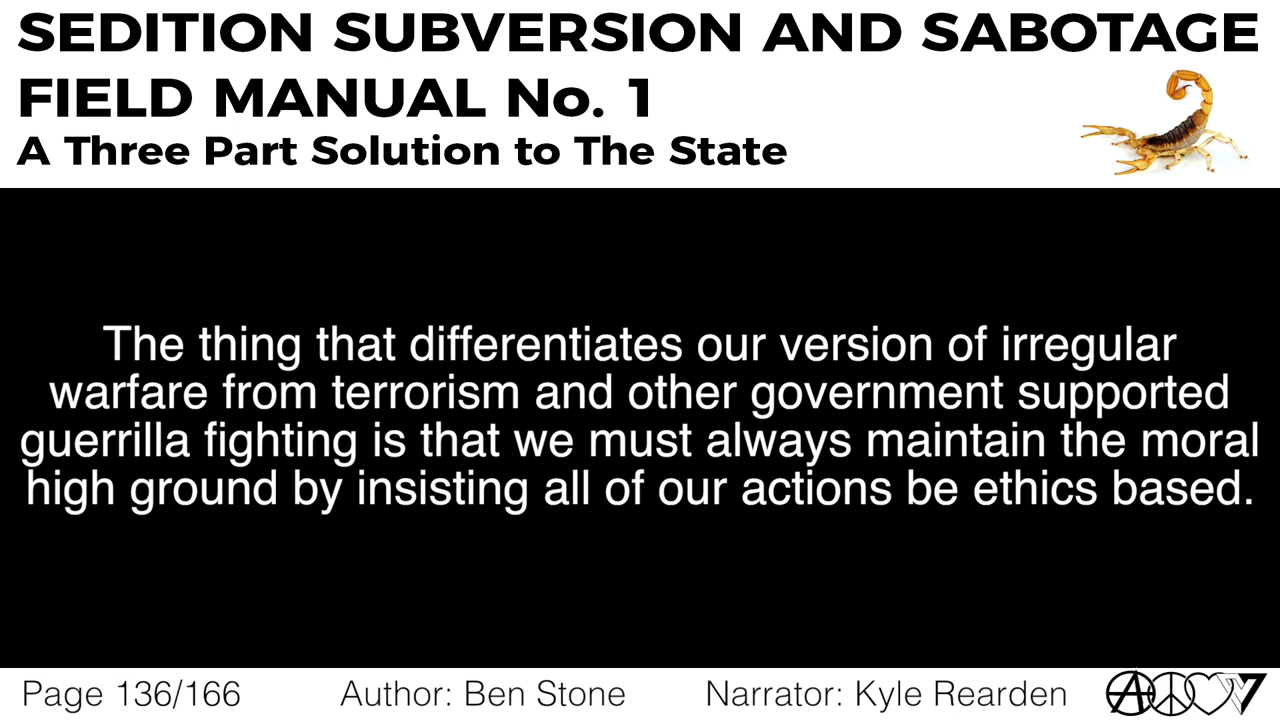 SEDITION SUBVERSION AND SABOTAGE
FIELD MANUAL No. 1
A Three Part Solution to The State
The thing that differentiates our version of irregular
warfare from terrorism and other government supported
guerrilla fighting is that we must always maintain the moral
high ground by insisting all of our actions be ethics based.
Page 136/166 Author: Ben Stone Narrator: Kyle Rearden